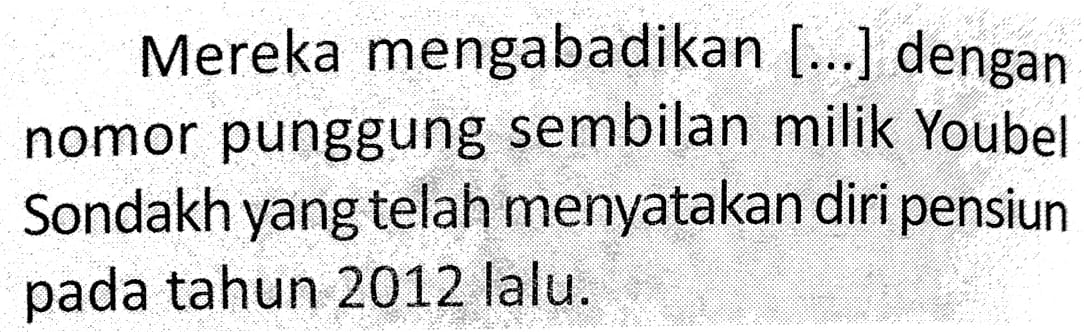 Mereka mengabadikan [...] dengan
nomor punggung sembilan milik Youbel
Sondakh yang telah menyatakan diri pensiun
pada tahun 2012 lalu.